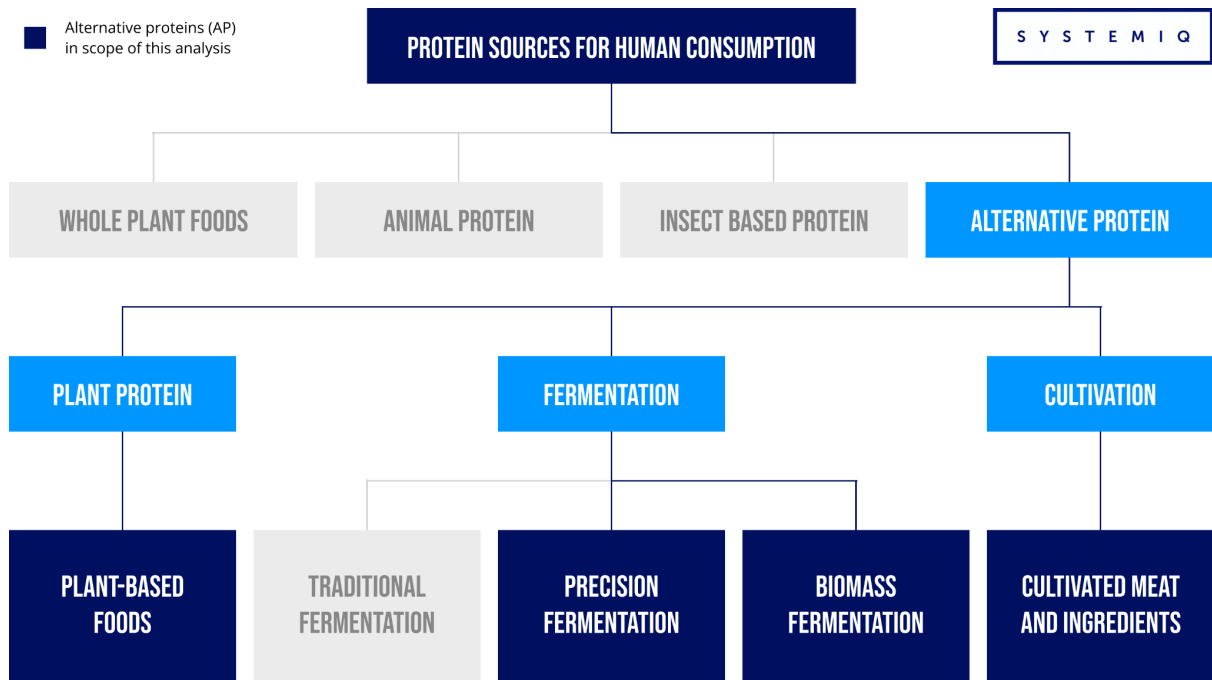 Alternative proteins (AP)
in scope of this analysis
PROTEIN SOURCES FOR HUMAN CONSUMPTION
SYSTEMIQ
WHOLE PLANT FOODS
ANIMAL PROTEIN
INSECT BASED PROTEIN
ALTERNATIVE PROTEIN
PLANT PROTEIN
FERMENTATION
CULTIVATION
PLANT-BASED
FOODS
TRADITIONAL
FERMENTATION
PRECISION
FERMENTATION
BIOMASS
FERMENTATION
CULTIVATED MEAT
AND INGREDIENTS